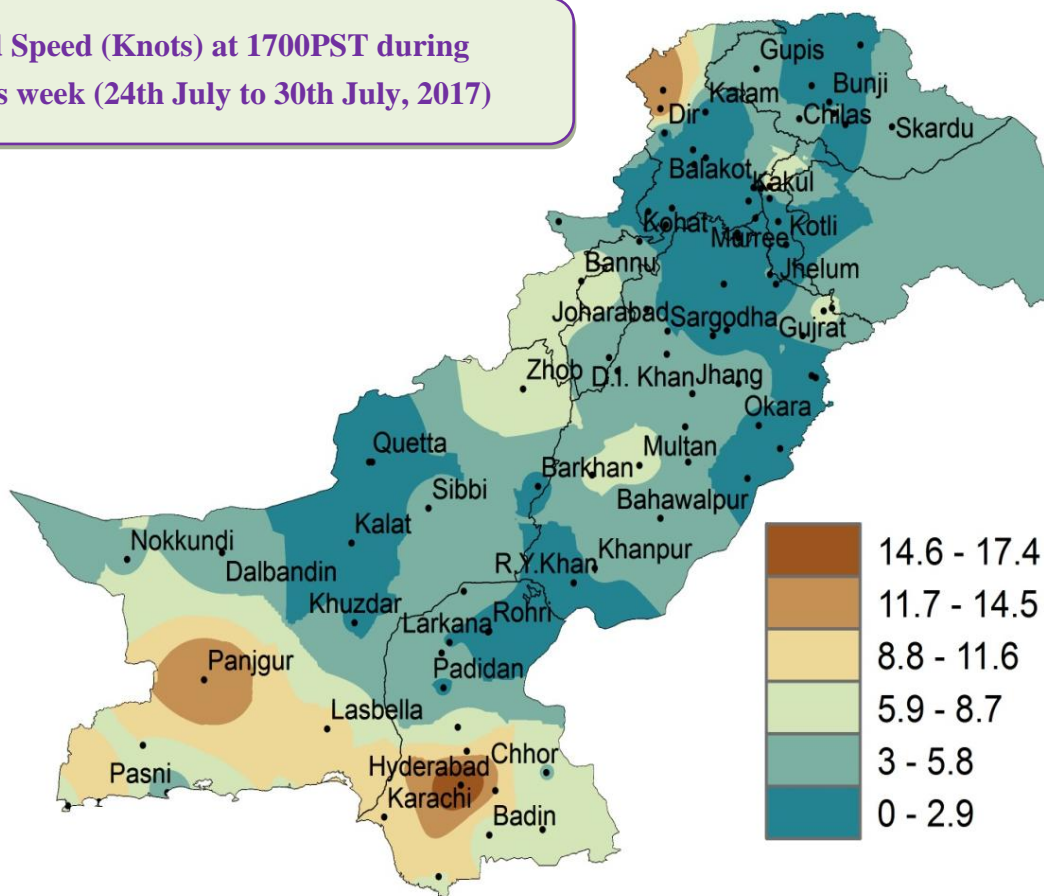 Speed (Knots) at 1700PST during
week (24th July to 30th July, 2017)
Gupis
Bunji
Kalam
Chilas
Dir
Skardu
Balakot
Kakul
Kohat
Kotli
Murree
Bannu
Jhelum
Joharabad
Sargodha
Gujrat
Zhob
D.I. Khan
Jhang
Okara
Quetta
Multan
Barkhan
Sibbi
Bahawalpur
Kalat
Nokkundi
Khanpur
R.Y.Khan
Dalbandin
Khuzdar
Rohri
Larkana
Panjgur
Padidan
Lasbella
Chhor
Pasni
Hyderabad
Karachi
Badin
14.6 - 17.4
11.7 - 14.5
8.8 - 11.6
5.9 - 8.7
3 - 5.8
0 - 2.9